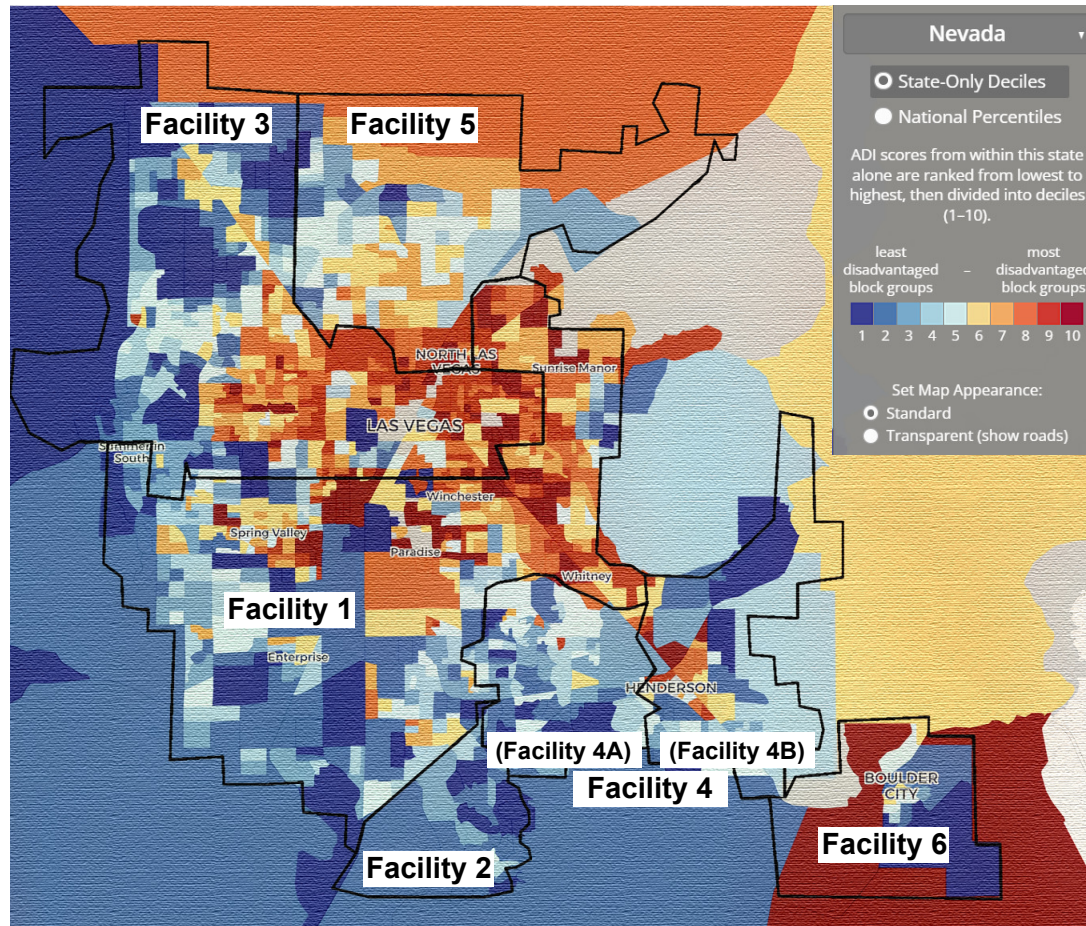 Nevada
State-Only Deciles
National Percentiles
ADI scores from within this state
alone are ranked from lowest to
highest, then divided into deciles
(1–10).
least
disadvantaged
block groups
–
most
disadvantaged
block groups
1 2 3 4 5 6 7 8 9 10
Set Map Appearance:
Standard
Transparent (show roads)
Facility 3
Facility 5
NORTH LAS
VEGAS
Sunrise Manor
LAS VEGAS
Summerlin
South
Winchester
Spring Valley
Paradise
Whitney
Facility 1
Enterprise
HENDERSON
(Facility 4A)
(Facility 4B)
Facility 4
BOULDER
CITY
Facility 6
Facility 2